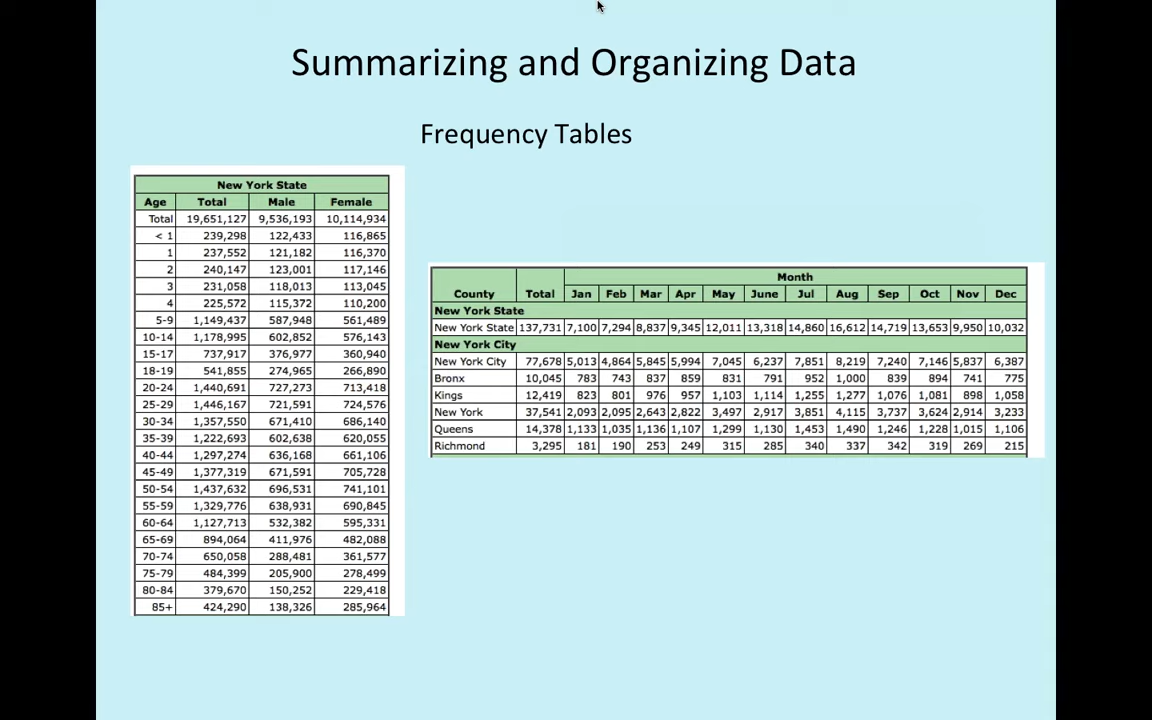 Summarizing and Organizing Data
Frequency Tables
New York State
Age Total Male Female
Total 19,651,127 9,536,193 10,114,934
< 1 239,298 122,433 116,865
1 237,552 121,182 116,370
2 240,147 123,001 117,146
3 231,058 118,013 113,045
4 225,572 115,372 110,200
5-9 1,149,437 587,948 561,489
10-14 1,178,995 602,852 576,143
15-17 737,917 376,977 360,940
18-19 541,855 274,965 266,890
20-24 1,440,691 727,273 713,418
25-29 1,446,167 721,591 724,576
30-34 1,357,550 671,410 686,140
35-39 1,222,693 602,638 620,055
40-44 1,297,274 636,168 661,106
45-49 1,377,319 671,591 705,728
50-54 1,437,632 696,531 741,101
55-59 1,329,776 638,931 690,845
60-64 1,127,713 532,382 595,331
65-69 894,064 411,976 482,088
70-74 650,058 288,481 361,577
75-79 484,399 205,900 278,499
80-84 379,670 150,252 229,418
85+ 424,290 138,326 285,964
Month
County Total Jan Feb Mar Apr May June Jul Aug Sep Oct Nov Dec
New York State
New York State 137,731 7,100 7,294 8,837 9,345 12,011 13,318 14,860 16,612 14,719 13,653 9,950 10,032
New York City
New York City 77,678 5,013 4,864 5,845 5,994 7,045 6,237 7,851 8,219 7,240 7,146 5,837 6,387
Bronx 10,045 783 743 837 859 831 791 952 1,000 839 894 741 775
Kings 12,419 823 801 976 957 1,103 1,114 1,255 1,277 1,076 1,081 898 1,058
New York 37,541 2,093 2,095 2,643 2,822 3,497 2,917 3,851 4,115 3,737 3,624 2,914 3,233
Queens 14,378 1,133 1,035 1,136 1,107 1,299 1,130 1,453 1,490 1,246 1,228 1,015 1,106
Richmond 3,295 181 190 253 249 315 285 340 337 342 319 269 215